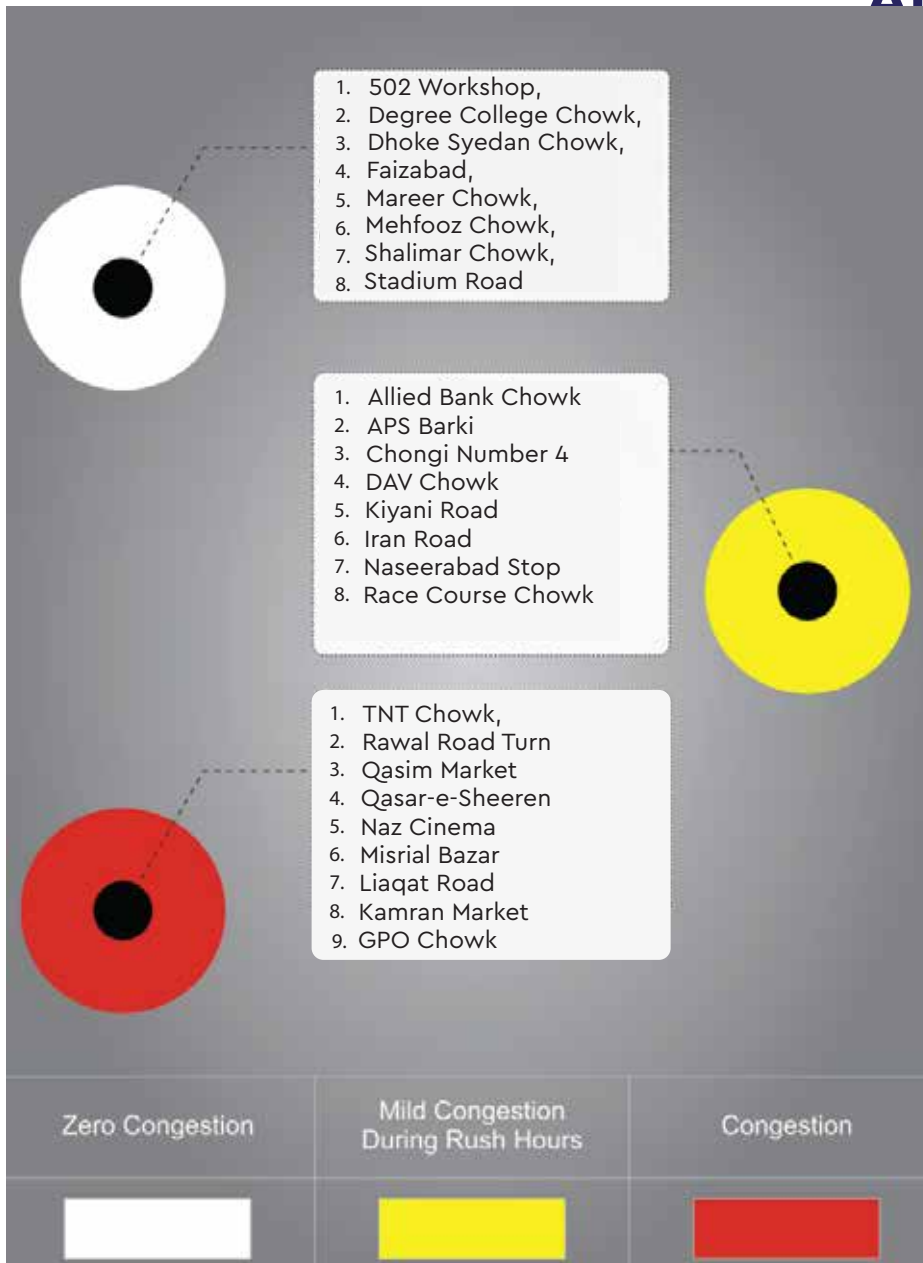 1. 502 Workshop,
2. Degree College Chowk,
3. Dhoke Syedan Chowk,
4. Faizabad,
5. Mareer Chowk,
6. Mehfooz Chowk,
7. Shalimar Chowk,
8. Stadium Road
1. Allied Bank Chowk
2. APS Barki
3. Chongi Number 4
4. DAV Chowk
5. Kiyani Road
6. Iran Road
7. Naseerabad Stop
8. Race Course Chowk
1. TNT Chowk,
2. Rawal Road Turn
3. Qasim Market
4. Qasar-e-Sheeren
5. Naz Cinema
6. Misrial Bazar
7. Liaqat Road
8. Kamran Market
9. GPO Chowk
Zero Congestion
Mild Congestion
During Rush Hours
Congestion